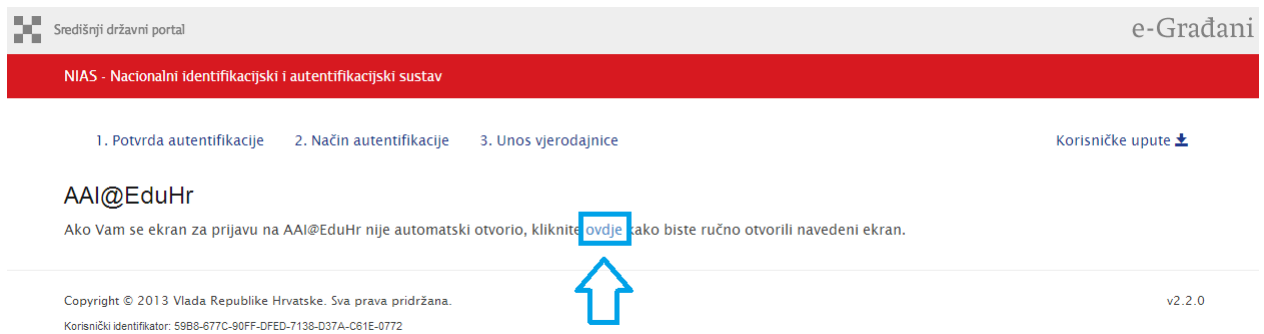 Središnji državni portal
e-Građani
NIAS - Nacionalni identifikacijski i autentifikacijski sustav
1. Potvrda autentifikacije 2. Način autentifikacije 3. Unos vjerodajnice Korisničke upute
AAI@EduHr
Ako Vam se ekran za prijavu na AAI@EduHr nije automatski otvorio, kliknite ovdje kako biste ručno otvorili navedeni ekran.
Copyright © 2013 Vlada Republike Hrvatske. Sva prava pridržana. v2.2.0
Korisnički identifikator: 59B8-677C-90FF-DFED-7138-D37A-C61E-0772